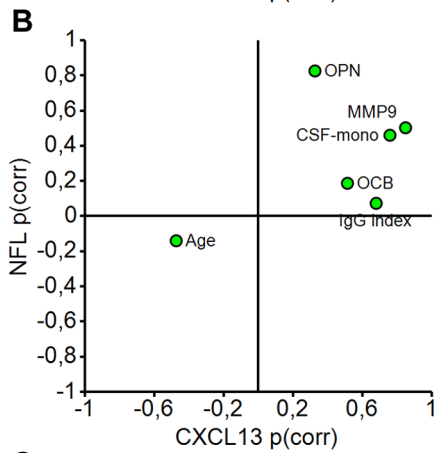 p(corr)
B
1
0,8
0,6
0,4
0,2
0
-0,2
-0,4
-0,6
-0,8
-1
NFL p(corr)
OPN
MMP9
CSF-mono
OCB
IgG index
Age
-1 -0,6 -0,2 0,2 0,6 1
CXCL13 p(corr)